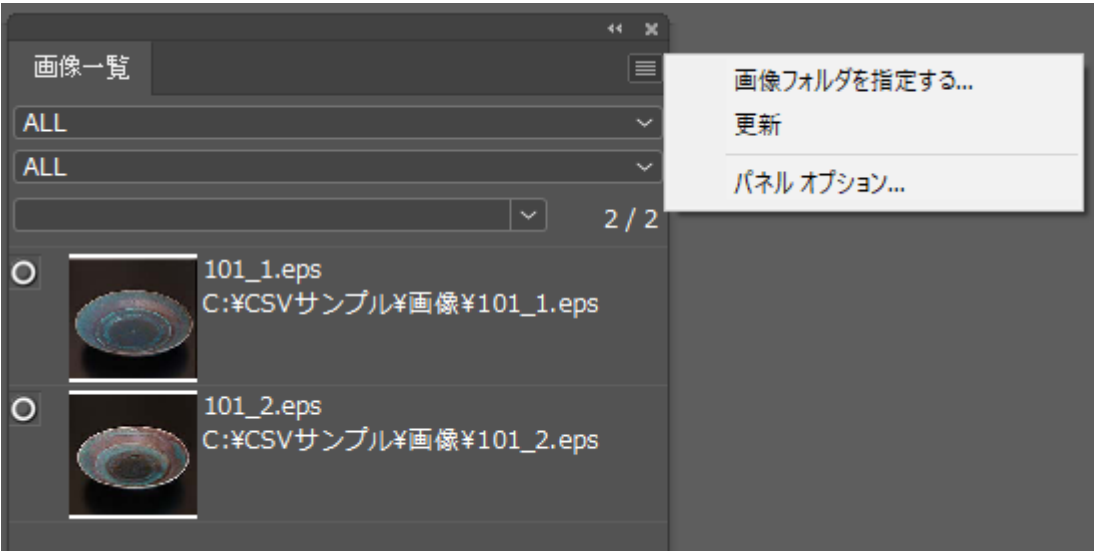 画像一覧
画像フォルダを指定する...
更新
パネル オプション...
ALL
ALL
2 / 2
101_1.eps
C:¥CSVサンプル¥画像¥101_1.eps
101_2.eps
C:¥CSVサンプル¥画像¥101_2.eps